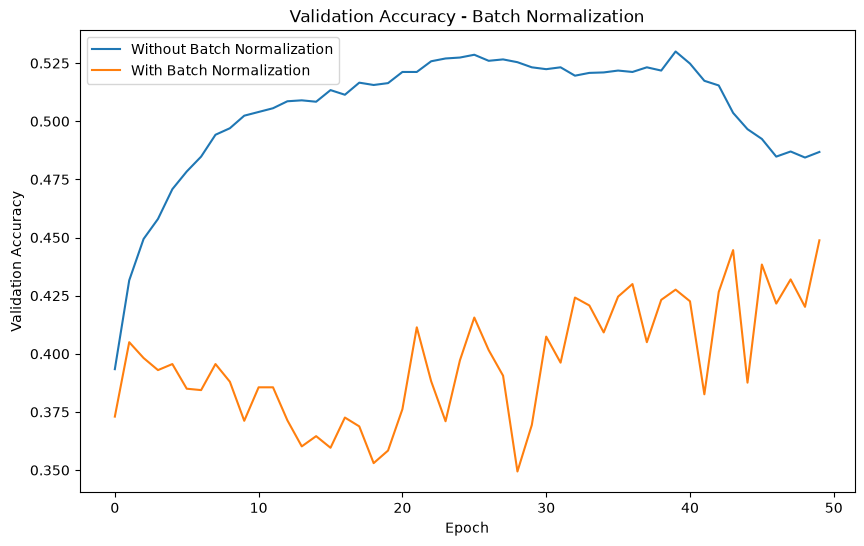 Validation Accuracy - Batch Normalization
Without Batch Normalization
With Batch Normalization
Validation Accuracy
0.525
0.500
0.475
0.450
0.425
0.400
0.375
0.350
0 10 20 30 40 50
Epoch